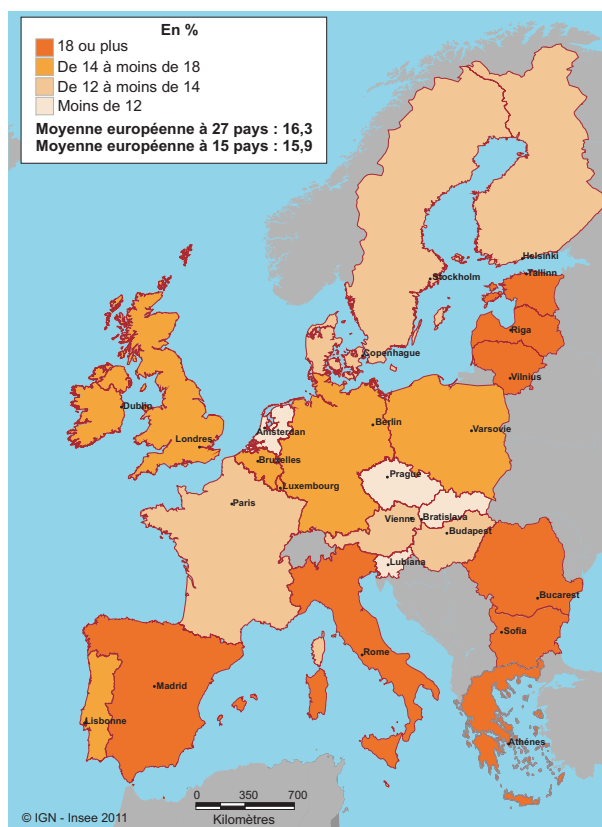 En %
18 ou plus
De 14 à moins de 18
De 12 à moins de 14
Moins de 12
Moyenne européenne à 27 pays : 16,3
Moyenne européenne à 15 pays : 15,9
Helsinki
Tallinn
Stockholm
Riga
Copenhague
Vilnius
Dublin
Berlin
Amsterdan
Varsovie
Londres
Bruxelles
Prague
Luxembourg
Paris
Vienne
Bratislava
Budapest
Lubiana
Bucarest
Sofia
Rome
Madrid
Lisbonne
Athénes
0 350 700
Kilomètres
© IGN - Insee 2011